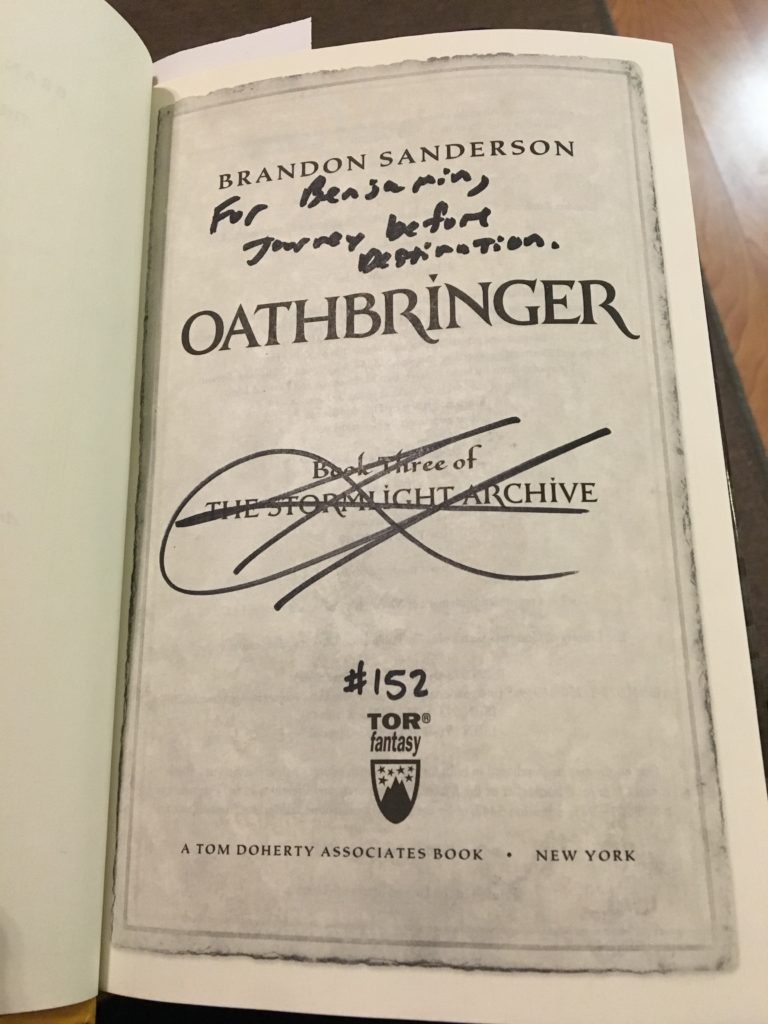 BRANDON SANDERSON
For Benjamin,
Journey before
Destination.
OATHBRINGER
Book Three of
THE STORMLIGHT ARCHIVE
#152
TOR®
fantasy
A TOM DOHERTY ASSOCIATES BOOK • NEW YORK